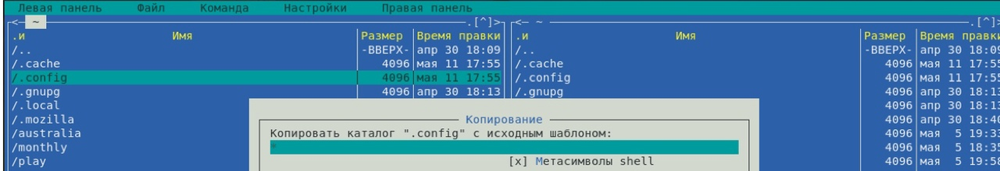 Левая панель Файл Команда Настройки Правая панель
<— ~ .[^]> <— ~ .[^]>
.и Имя Размер Время правки .и Имя Размер Время правки
/.. -ВВЕРХ- апр 30 18:09 /.. -ВВЕРХ- апр 30 18:09
/.cache 4096 мая 11 17:55 /.cache 4096 мая 11 17:55
/.config 4096 мая 11 17:55 /.config 4096 мая 11 17:55
/.gnupg 4096 апр 30 18:13 /.gnupg 4096 апр 30 18:13
/.local 4096 апр 30 18:13
Копирование
/.mozilla 4096 апр 30 18:40
/australia Копировать каталог ".config" с исходным шаблоном: 4096 мая 5 19:33
/monthly * 4096 мая 5 18:35
/play [x] Метасимволы shell 4096 мая 5 19:58